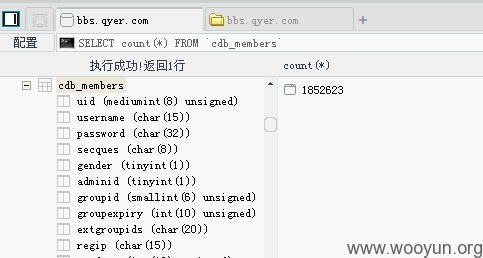 bbs.qyer.com
bbs.qyer.com
配置
SELECT count(*) FROM `cdb_members`
执行成功!返回1行
count(*)
cdb_members
1852623
uid (mediumint(8) unsigned)
username (char(15))
password (char(32))
secques (char(8))
gender (tinyint(1))
adminid (tinyint(1))
groupid (smallint(6) unsigned)
groupexpiry (int(10) unsigned)
extgroupids (char(20))
regip (char(15))
www.wooyun.org